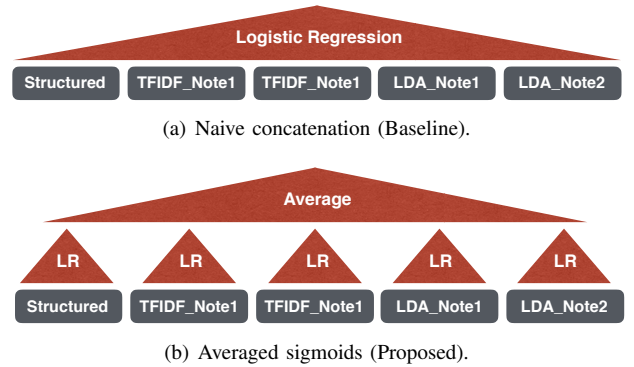 Logistic Regression
Structured TFIDF_Note1 TFIDF_Note1 LDA_Note1 LDA_Note2
(a) Naive concatenation (Baseline).
Average
LR LR LR LR LR
Structured TFIDF_Note1 TFIDF_Note1 LDA_Note1 LDA_Note2
(b) Averaged sigmoids (Proposed).